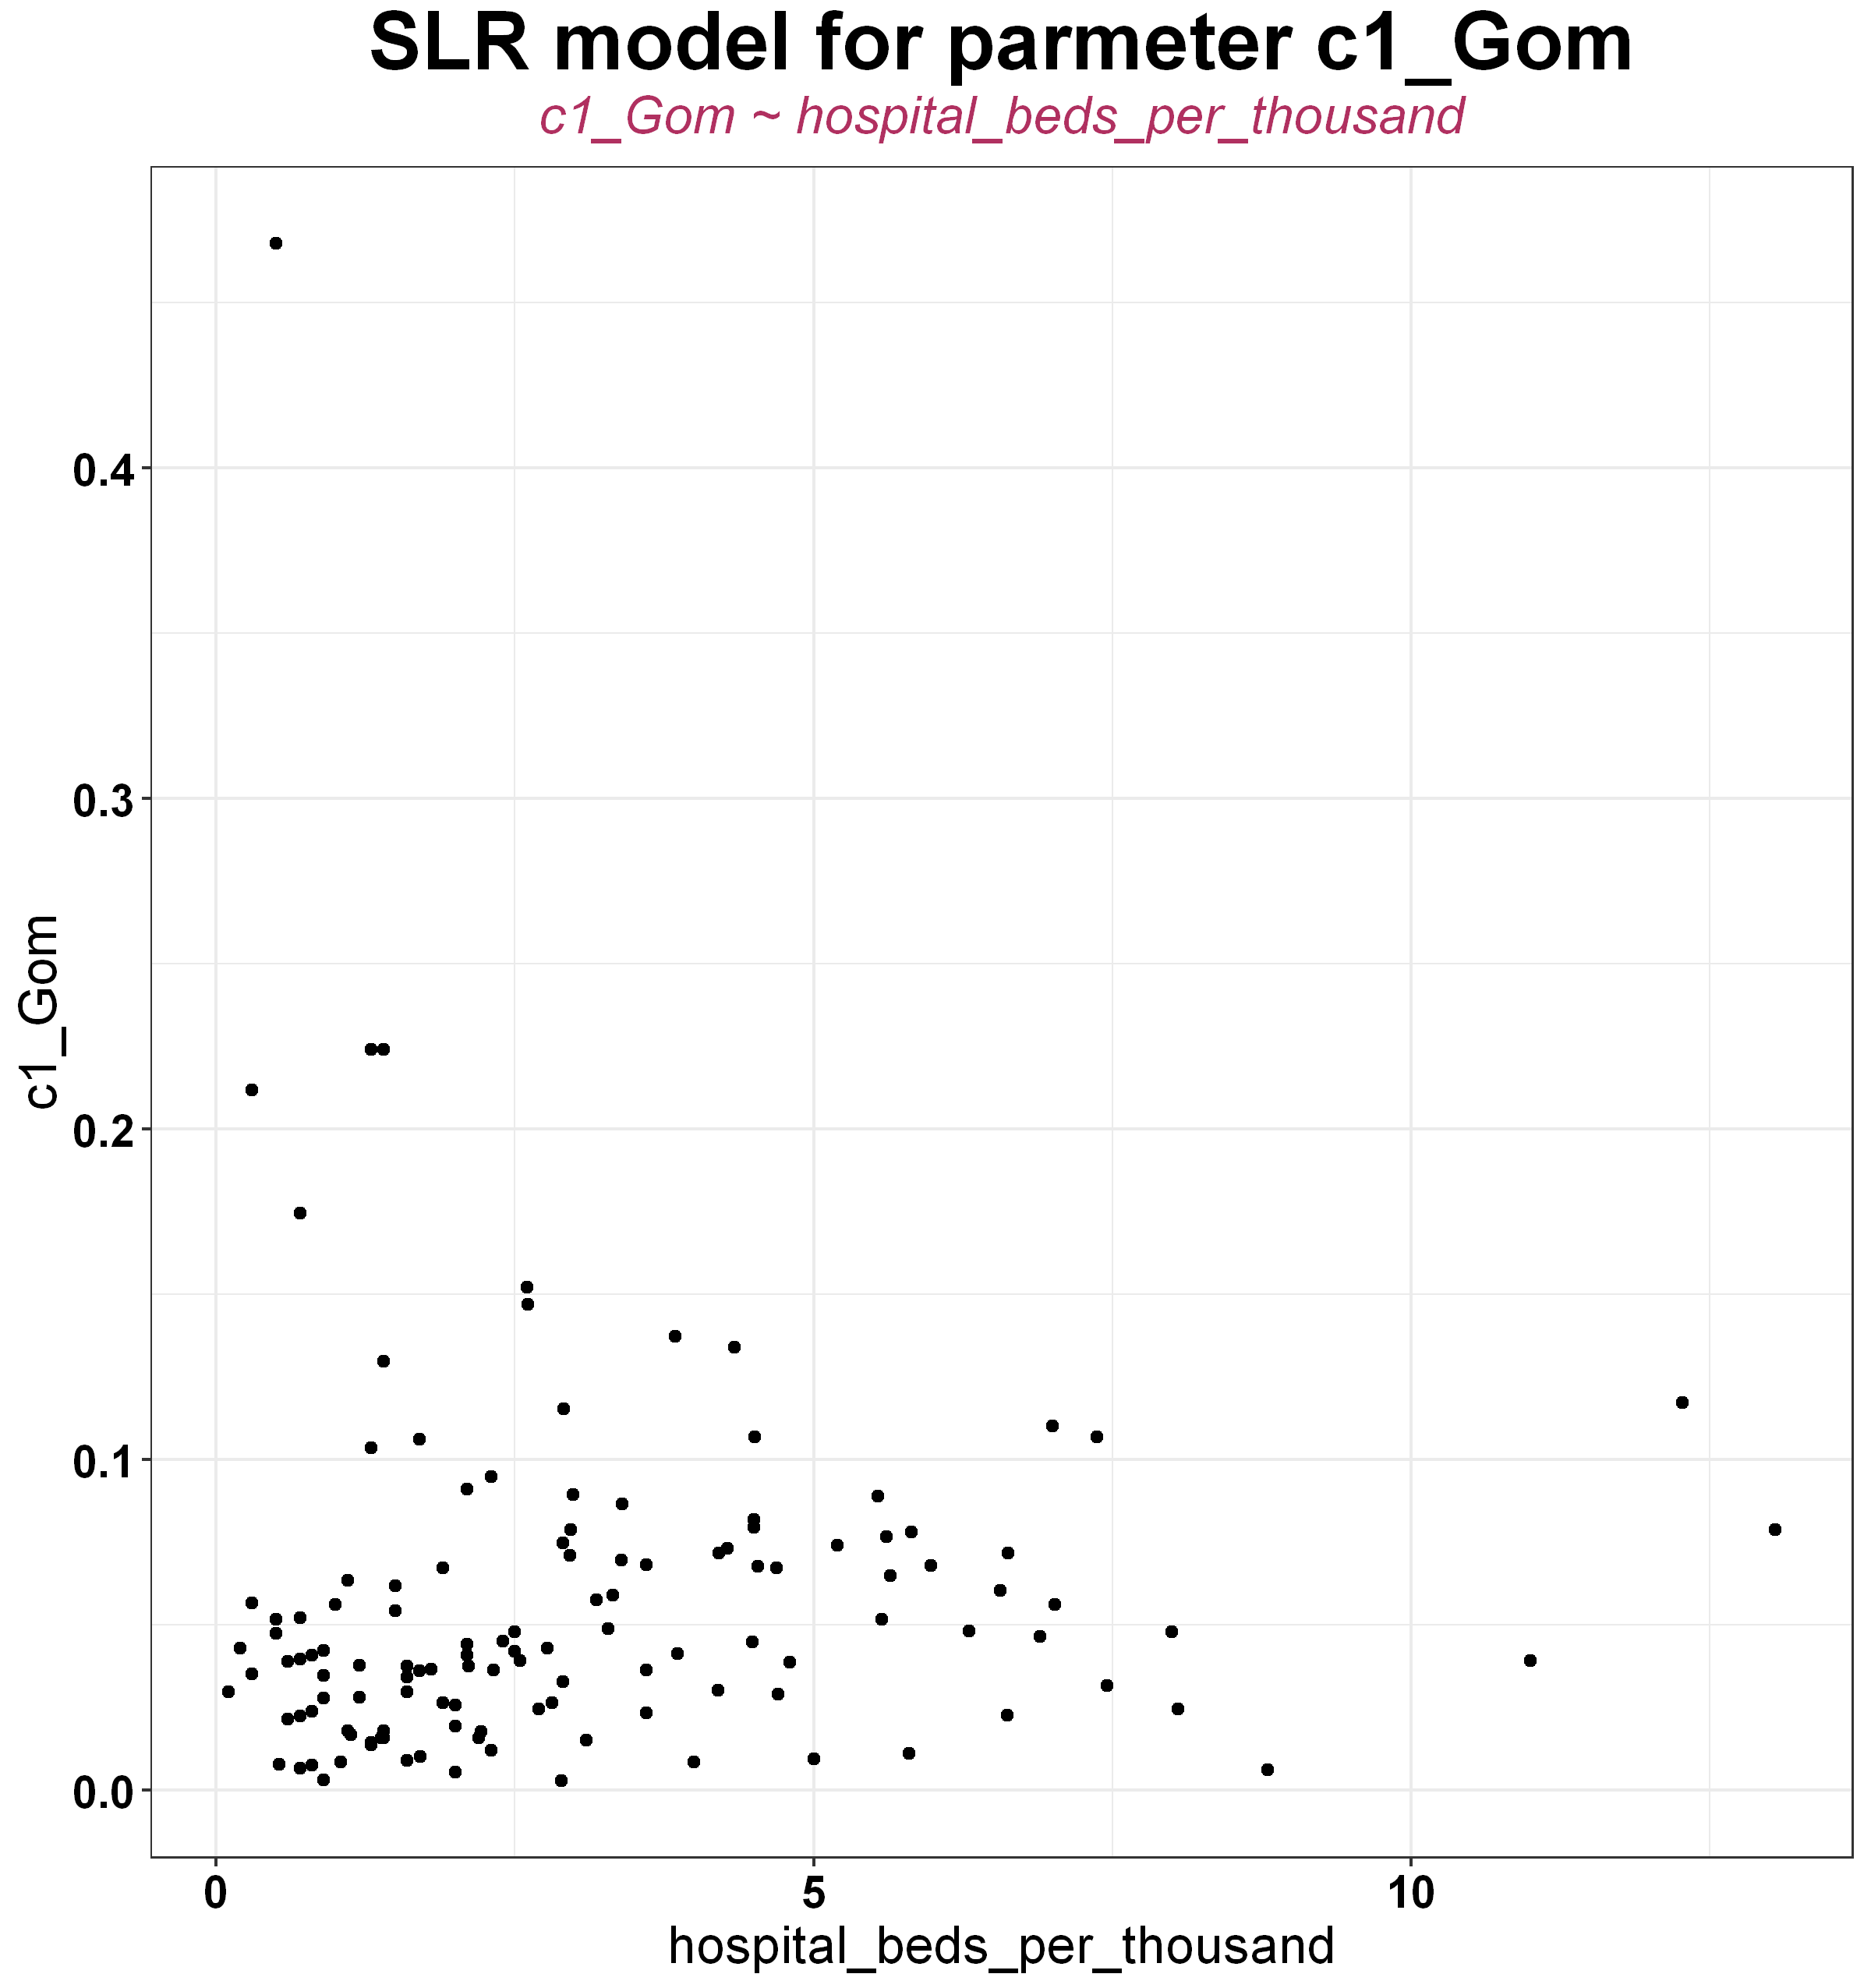 SLR model for parmeter c1_Gom
c1_Gom ~ hospital_beds_per_thousand
c1_Gom
0.4
0.3
0.2
0.1
0.0
0 5 10
hospital_beds_per_thousand